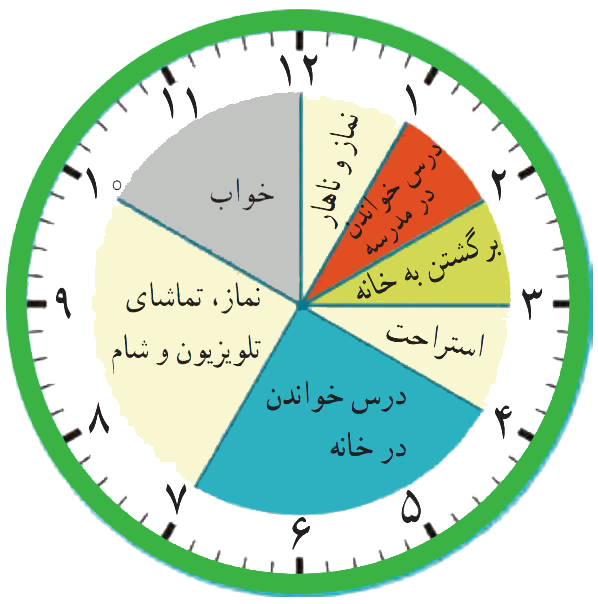 ۱۲
۱
۲
۳
۴
۵
۶
۷
۸
۹
۱۰
۱۱
نماز و ناهار
درس خواندن
در مدرسه
برگشتن به خانه
استراحت
درس خواندن
در خانه
نماز، تماشای
تلویزیون و شام
خواب